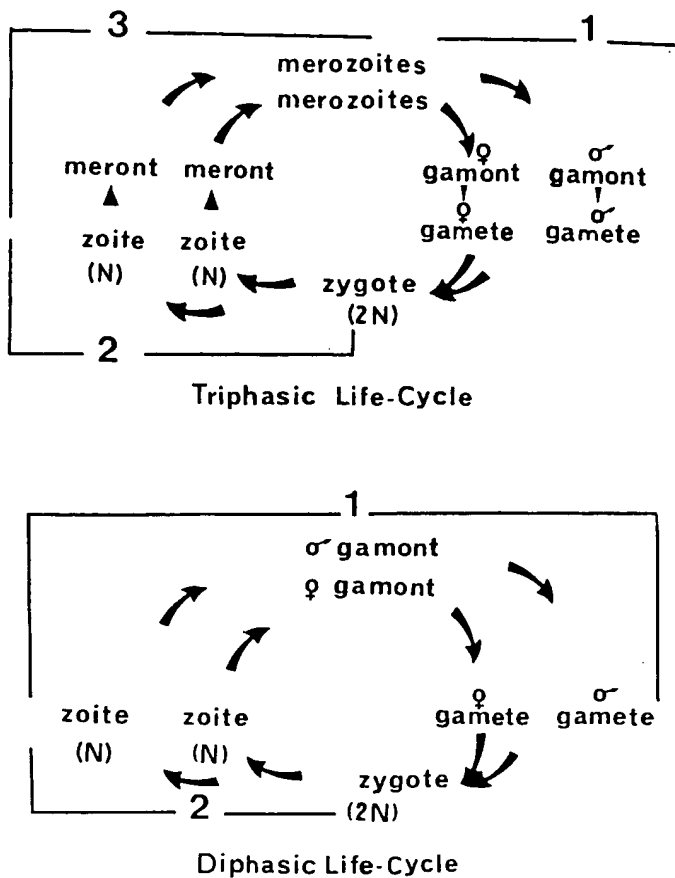 3 1
merozoites
merozoites
♀ ♂
meront meront gamont gamont
♀ ♂
zoite zoite gamete gamete
(N) (N) zygote
(2N)
2
Triphasic Life-Cycle
1
♂ gamont
♀ gamont
♀ ♂
zoite zoite gamete gamete
(N) (N) zygote
2 (2N)
Diphasic Life-Cycle